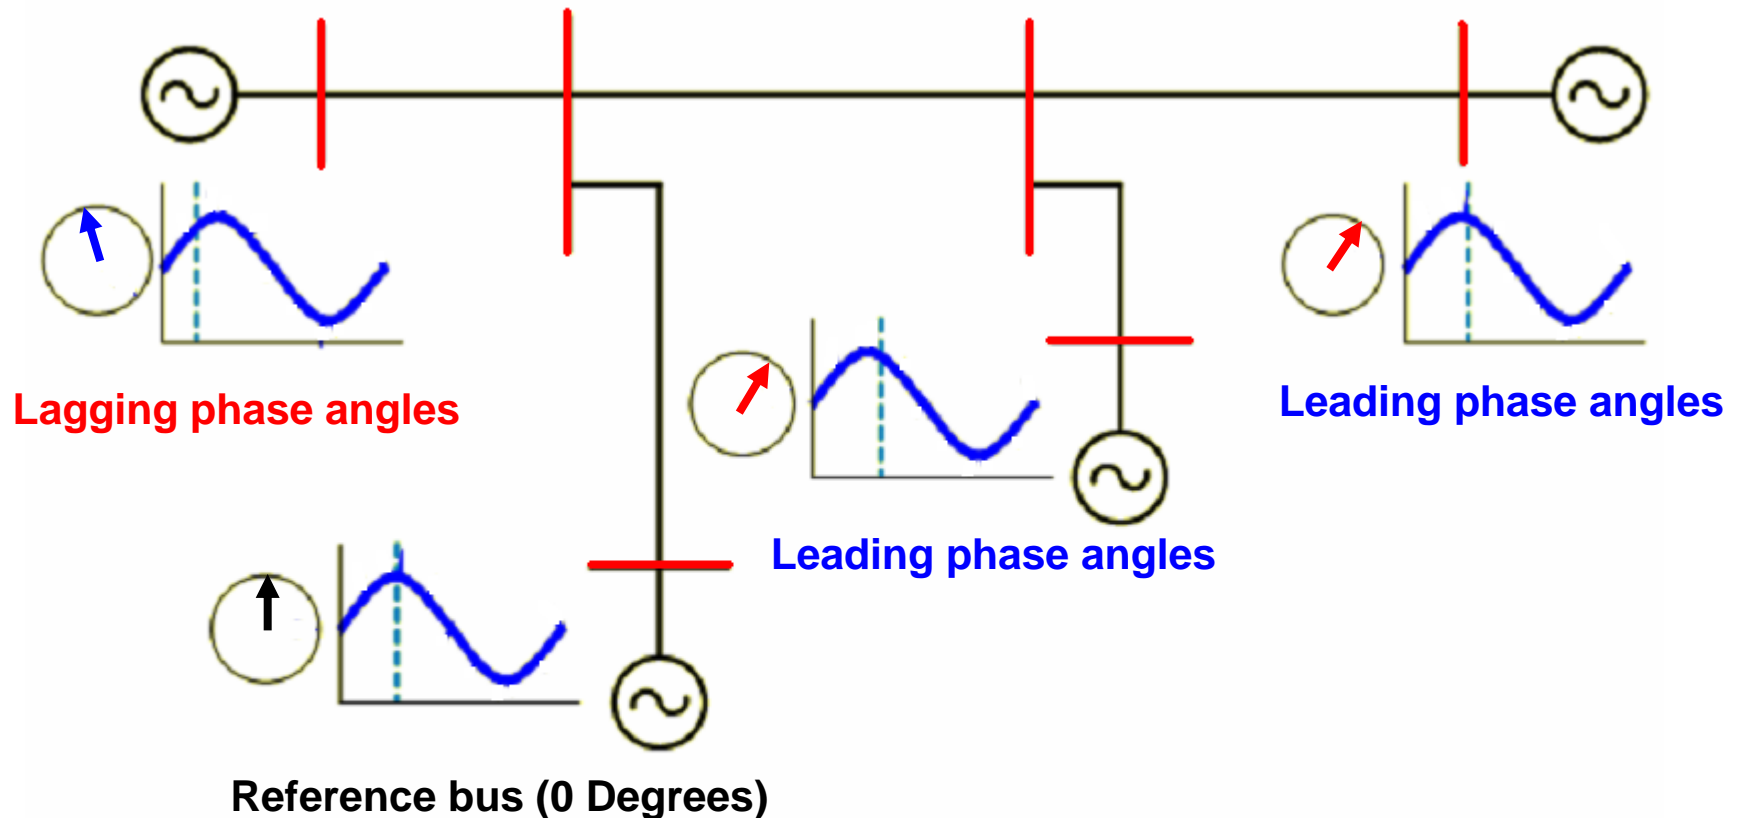 Lagging phase angles
Leading phase angles
Leading phase angles
Reference bus (0 Degrees)